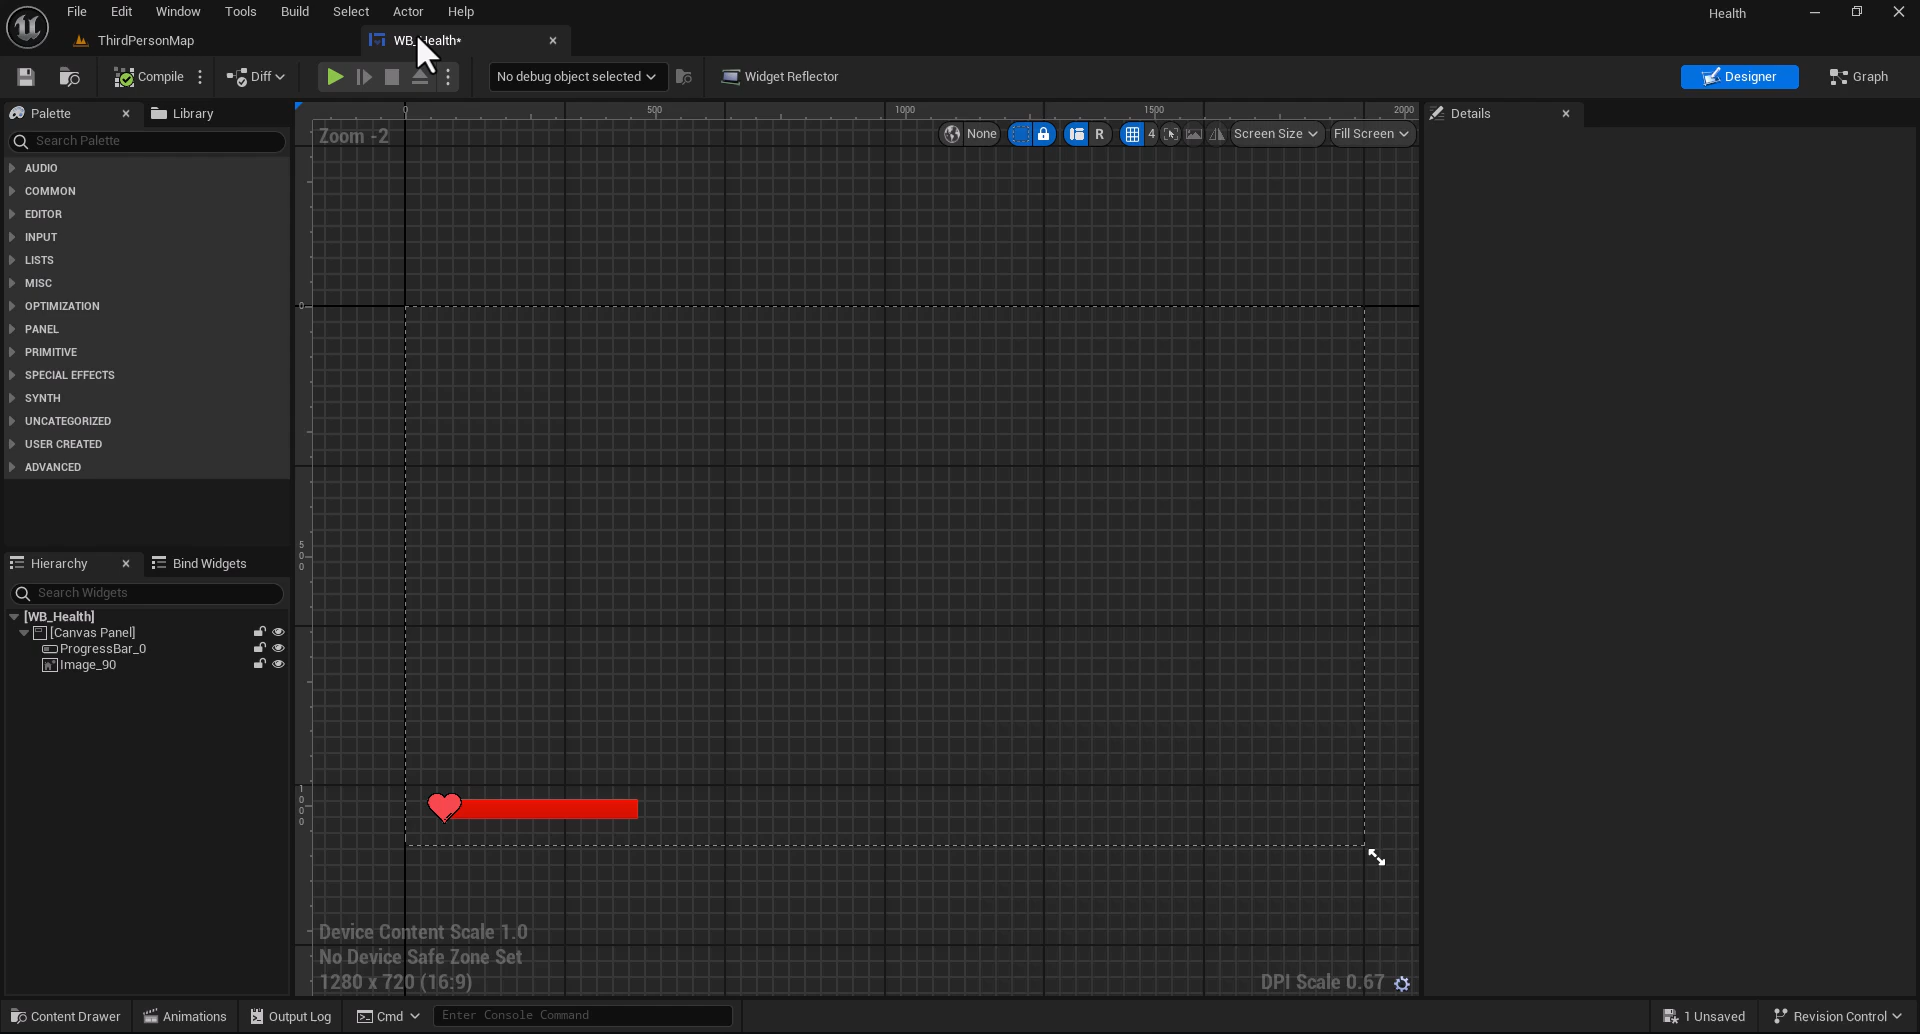 File Edit Window Tools Build Select Actor Help
Health
ThirdPersonMap
WB_Health*
Compile
Diff
No debug object selected
Widget Reflector
Designer
Graph
Palette
Library
Search Palette
AUDIO
COMMON
EDITOR
INPUT
LISTS
MISC
OPTIMIZATION
PANEL
PRIMITIVE
SPECIAL EFFECTS
SYNTH
UNCATEGORIZED
USER CREATED
ADVANCED
Hierarchy
Bind Widgets
Search Widgets
[WB_Health]
[Canvas Panel]
ProgressBar_0
Image_90
0 500 1000 1500 2000
Zoom -2
None
R
4
Screen Size
Fill Screen
0
500
1000
Device Content Scale 1.0
No Device Safe Zone Set
1280 x 720 (16:9)
DPI Scale 0.67
Details
Content Drawer
Animations
Output Log
Cmd
Enter Console Command
1 Unsaved
Revision Control